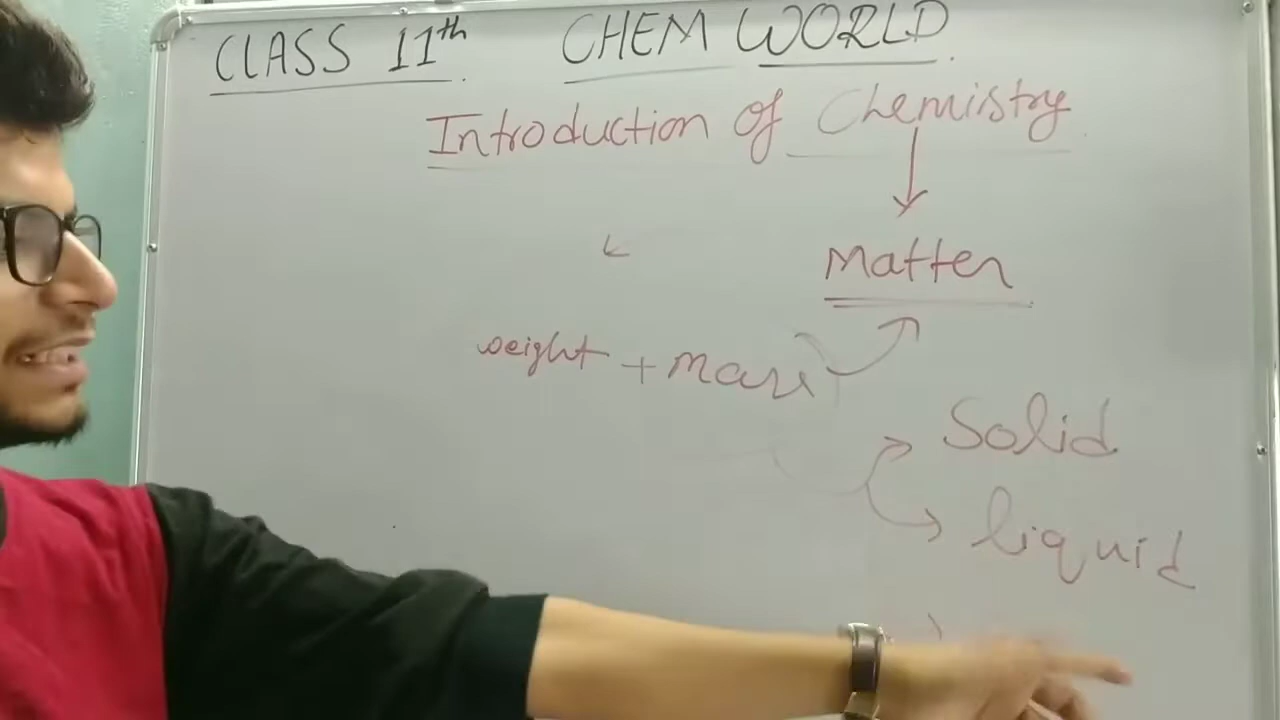 CLASS 11th CHEM WORLD
Introduction of Chemistry
Matter
weight + Mass
Solid
liquid